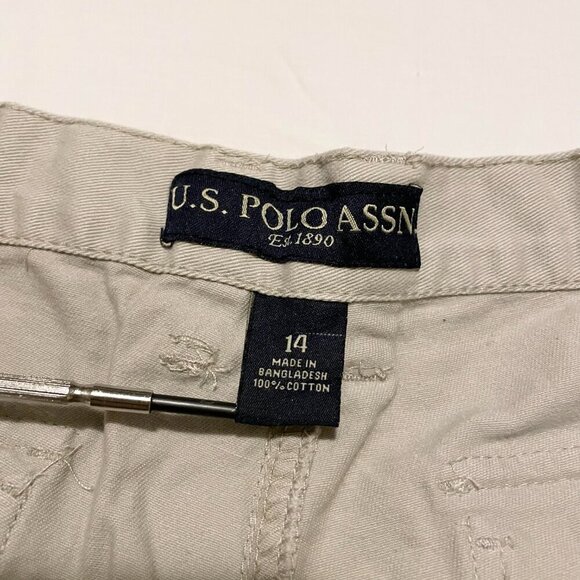 U.S. POLO ASSN.
Est. 1890
14
MADE IN
BANGLADESH
100% COTTON